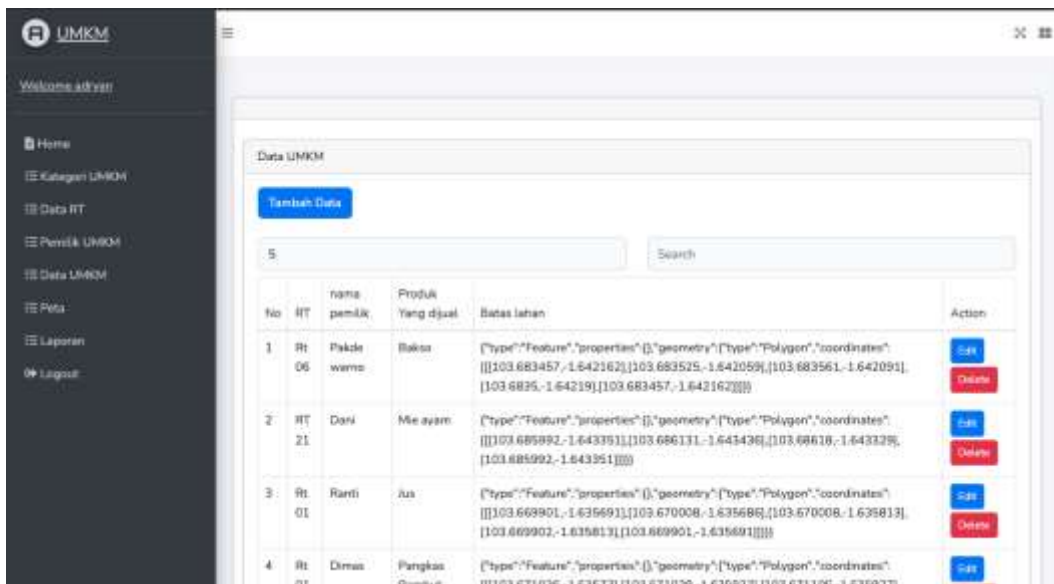 UMKM
Welcome adryan
Home
Kategori UMKM
Data RT
Pemilik UMKM
Data UMKM
Peta
Laporan
Logout
Data UMKM
Tambah Data
5
Search
No RT nama pemilik Produk Yang dijual Batas lahan Action
1 Rt 06 Pakde warno Bakso {"type":"Feature","properties":{},"geometry":{"type":"Polygon","coordinates":
[[[103.683457,-1.642162],[103.683525,-1.642059],[103.683561,-1.642091],
[103.6835,-1.64219],[103.683457,-1.642162]]]}}
Edit
Delete
2 RT 21 Dani Mie ayam {"type":"Feature","properties":{},"geometry":{"type":"Polygon","coordinates":
[[[103.685992,-1.643351],[103.686131,-1.643436],[103.68618,-1.643329],
[103.685992,-1.643351]]]}}
Edit
Delete
3 Rt 01 Ranti Jus {"type":"Feature","properties":{},"geometry":{"type":"Polygon","coordinates":
[[[103.669901,-1.635691],[103.670008,-1.635686],[103.670008,-1.635813],
[103.669902,-1.635813],[103.669901,-1.635691]]]}}
Edit
Delete
4 Rt Dimas Pangkas {"type":"Feature","properties":{},"geometry":{"type":"Polygon","coordinates":
Edit